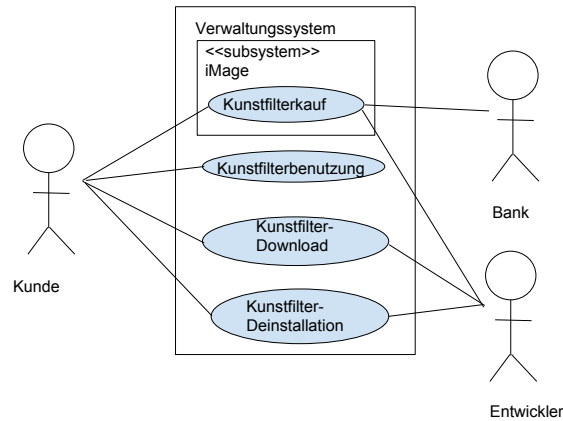 Verwaltungssystem
<<subsystem>>
iMage
Kunstfilterkauf
Kunstfilterbenutzung
Kunstfilter-
Download
Kunstfilter-
Deinstallation
Kunde
Bank
Entwickler